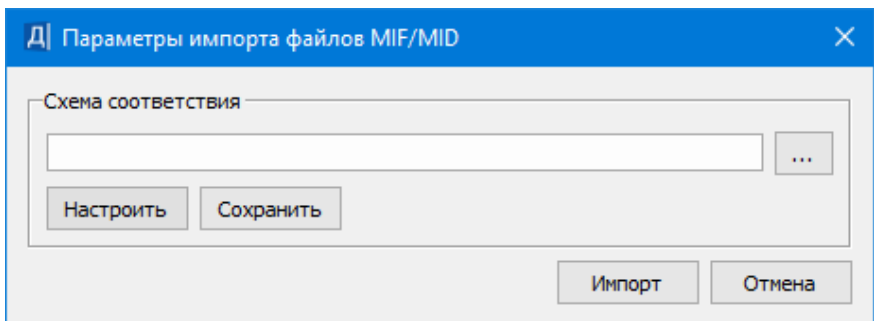 Д Параметры импорта файлов MIF/MID
Схема соответствия
...
Настроить Сохранить
Импорт Отмена